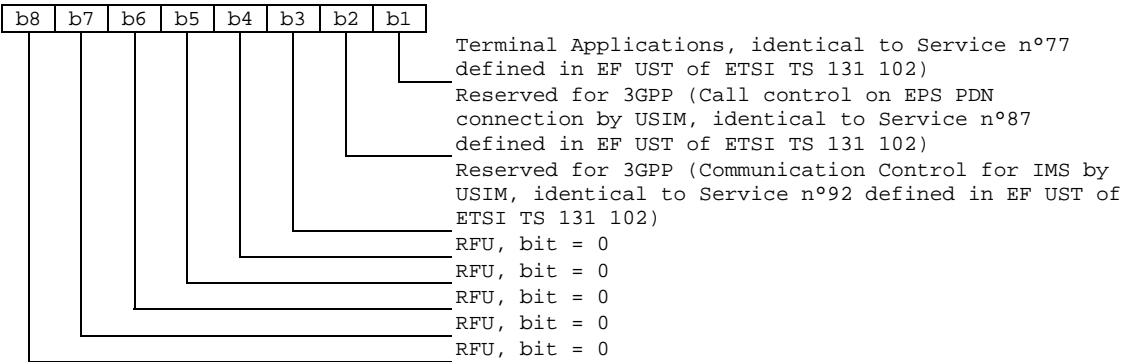 b8 b7 b6 b5 b4 b3 b2 b1
Terminal Applications, identical to Service nº77
defined in EF UST of ETSI TS 131 102)
Reserved for 3GPP (Call control on EPS PDN
connection by USIM, identical to Service nº87
defined in EF UST of ETSI TS 131 102)
Reserved for 3GPP (Communication Control for IMS by
USIM, identical to Service nº92 defined in EF UST of
ETSI TS 131 102)
RFU, bit = 0
RFU, bit = 0
RFU, bit = 0
RFU, bit = 0
RFU, bit = 0